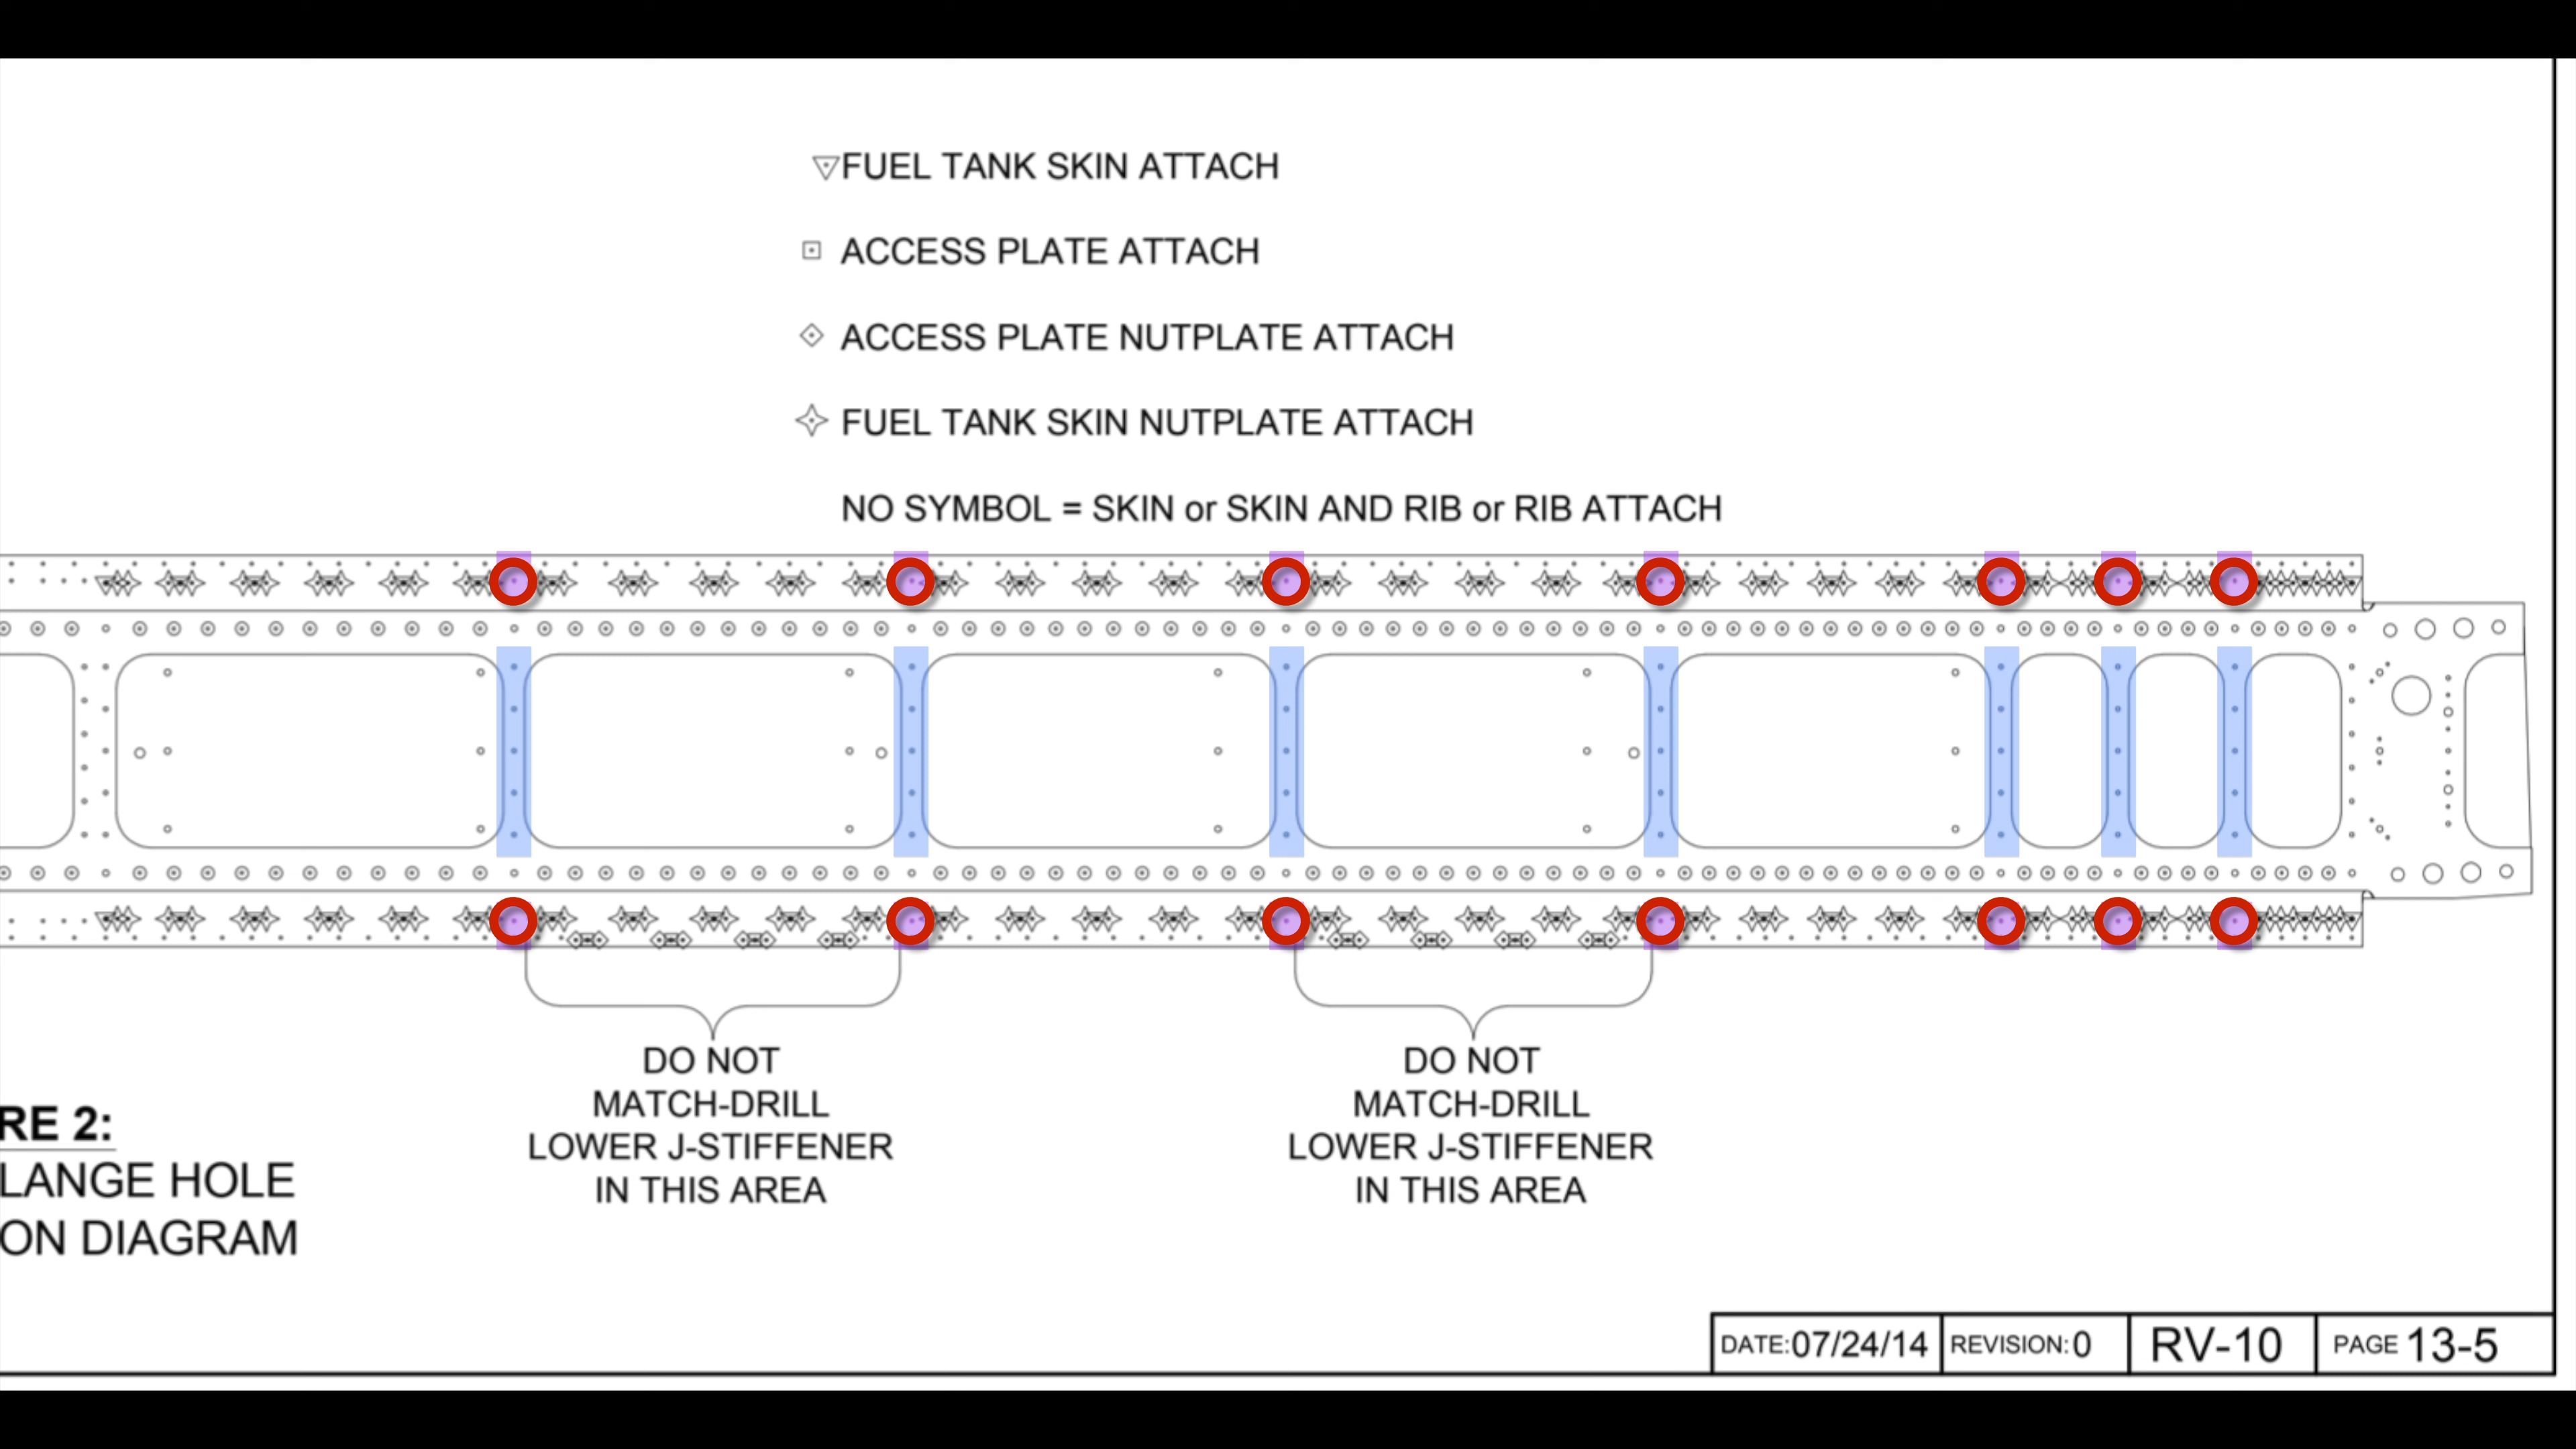 FUEL TANK SKIN ATTACH
ACCESS PLATE ATTACH
ACCESS PLATE NUTPLATE ATTACH
FUEL TANK SKIN NUTPLATE ATTACH
NO SYMBOL = SKIN or SKIN AND RIB or RIB ATTACH
DO NOT
MATCH-DRILL
LOWER J-STIFFENER
IN THIS AREA
DO NOT
MATCH-DRILL
LOWER J-STIFFENER
IN THIS AREA
RE 2:
LANGE HOLE
ON DIAGRAM
DATE: 07/24/14
REVISION: 0
RV-10
PAGE 13-5